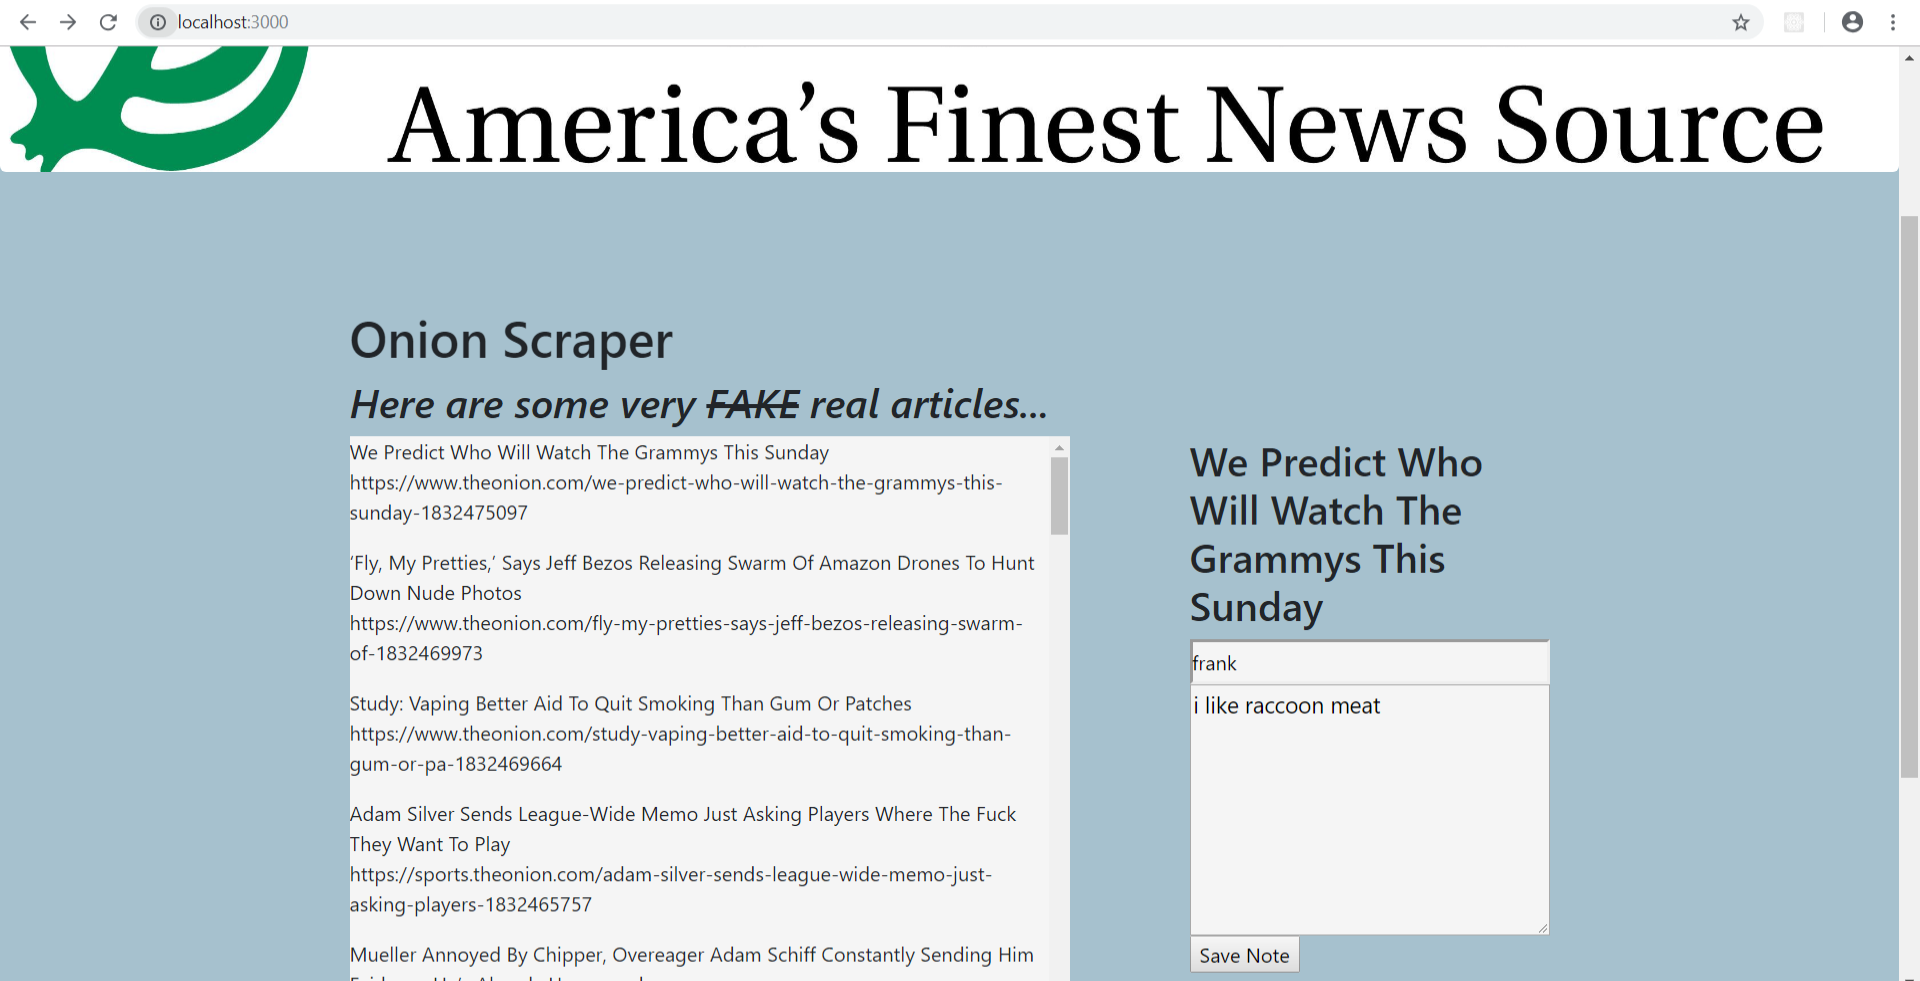 localhost:3000
America's Finest News Source
Onion Scraper
Here are some very FAKE real articles...
We Predict Who Will Watch The Grammys This Sunday
https://www.theonion.com/we-predict-who-will-watch-the-grammys-this-
sunday-1832475097
‘Fly, My Pretties,’ Says Jeff Bezos Releasing Swarm Of Amazon Drones To Hunt
Down Nude Photos
https://www.theonion.com/fly-my-pretties-says-jeff-bezos-releasing-swarm-
of-1832469973
Study: Vaping Better Aid To Quit Smoking Than Gum Or Patches
https://www.theonion.com/study-vaping-better-aid-to-quit-smoking-than-
gum-or-pa-1832469664
Adam Silver Sends League-Wide Memo Just Asking Players Where The Fuck
They Want To Play
https://sports.theonion.com/adam-silver-sends-league-wide-memo-just-
asking-players-1832465757
Mueller Annoyed By Chipper, Overeager Adam Schiff Constantly Sending Him
We Predict Who
Will Watch The
Grammys This
Sunday
frank
i like raccoon meat
Save Note